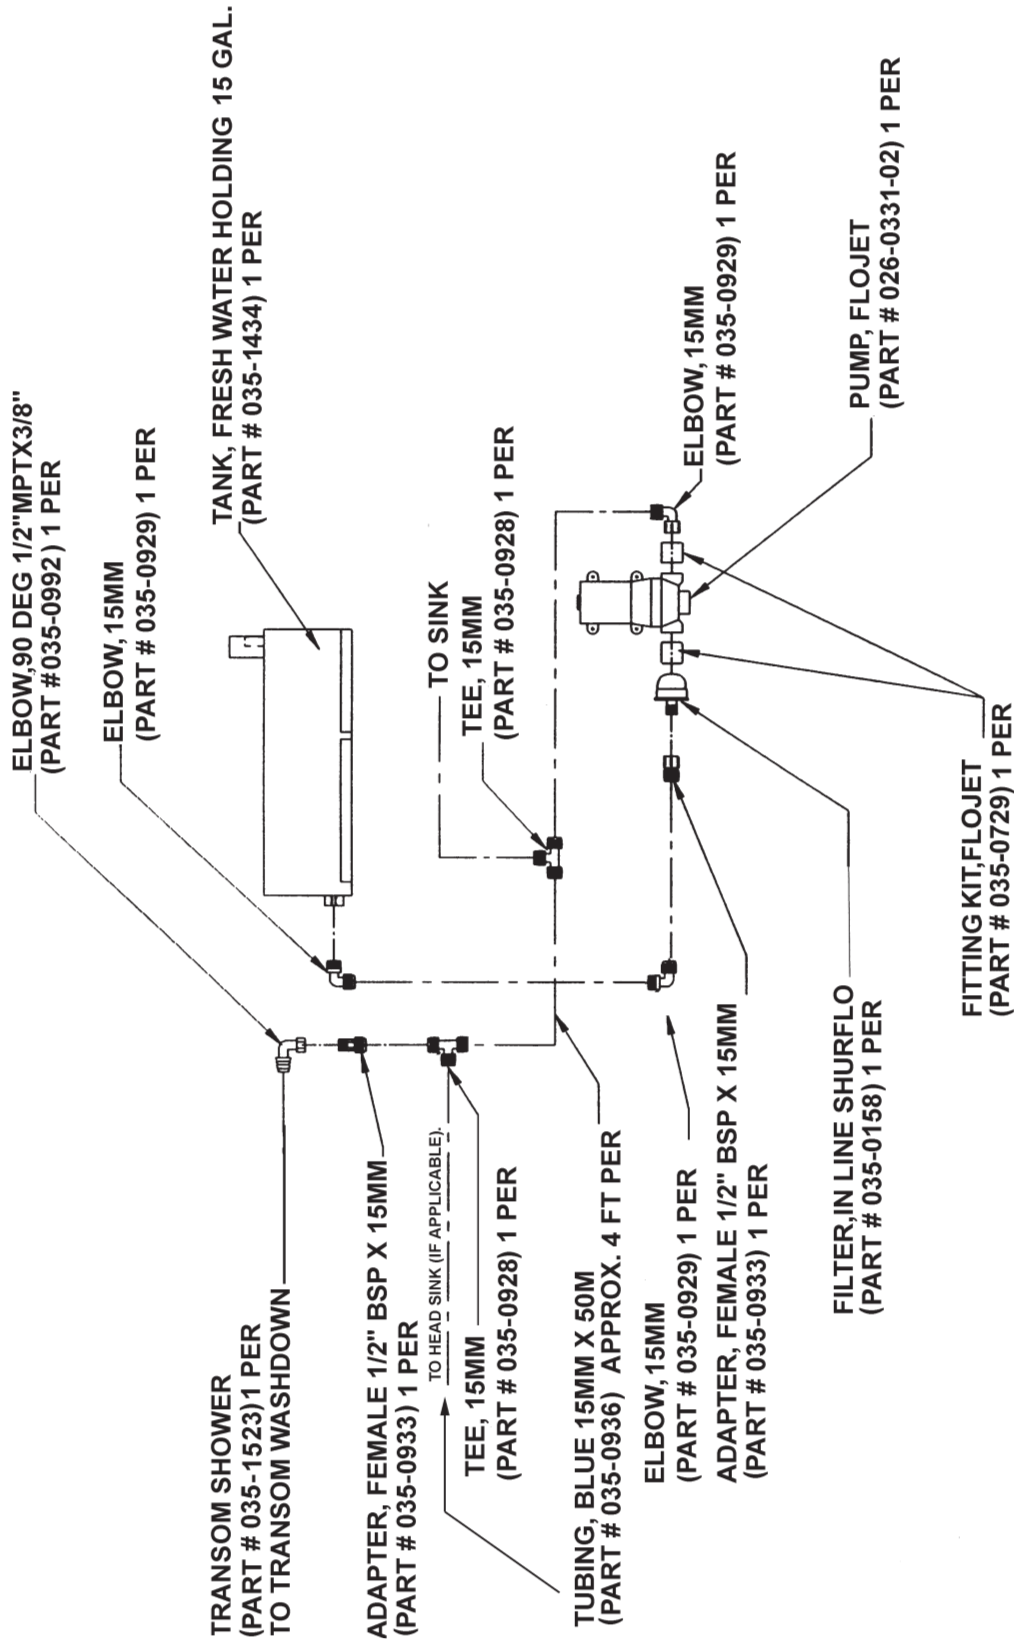 TRANSOM SHOWER
(PART # 035-1523) 1 PER
TO TRANSOM WASHDOWN
ELBOW,90 DEG 1/2"MPTX3/8"
(PART #035-0992) 1 PER
ELBOW,15MM
(PART # 035-0929) 1 PER
TANK, FRESH WATER HOLDING 15 GAL.
(PART # 035-1434) 1 PER
ADAPTER, FEMALE 1/2" BSP X 15MM
(PART # 035-0933) 1 PER
TO HEAD SINK (IF APPLICABLE).
TEE, 15MM
(PART # 035-0928) 1 PER
TO SINK
TEE, 15MM
(PART # 035-0928) 1 PER
TUBING, BLUE 15MM X 50M
(PART # 035-0936) APPROX. 4 FT PER
ELBOW,15MM
(PART # 035-0929) 1 PER
ELBOW,15MM
(PART # 035-0929) 1 PER
ADAPTER, FEMALE 1/2" BSP X 15MM
(PART # 035-0933) 1 PER
PUMP, FLOJET
(PART # 026-0331-02) 1 PER
FILTER,IN LINE SHURFLO
(PART # 035-0158) 1 PER
FITTING KIT,FLOJET
(PART # 035-0729) 1 PER